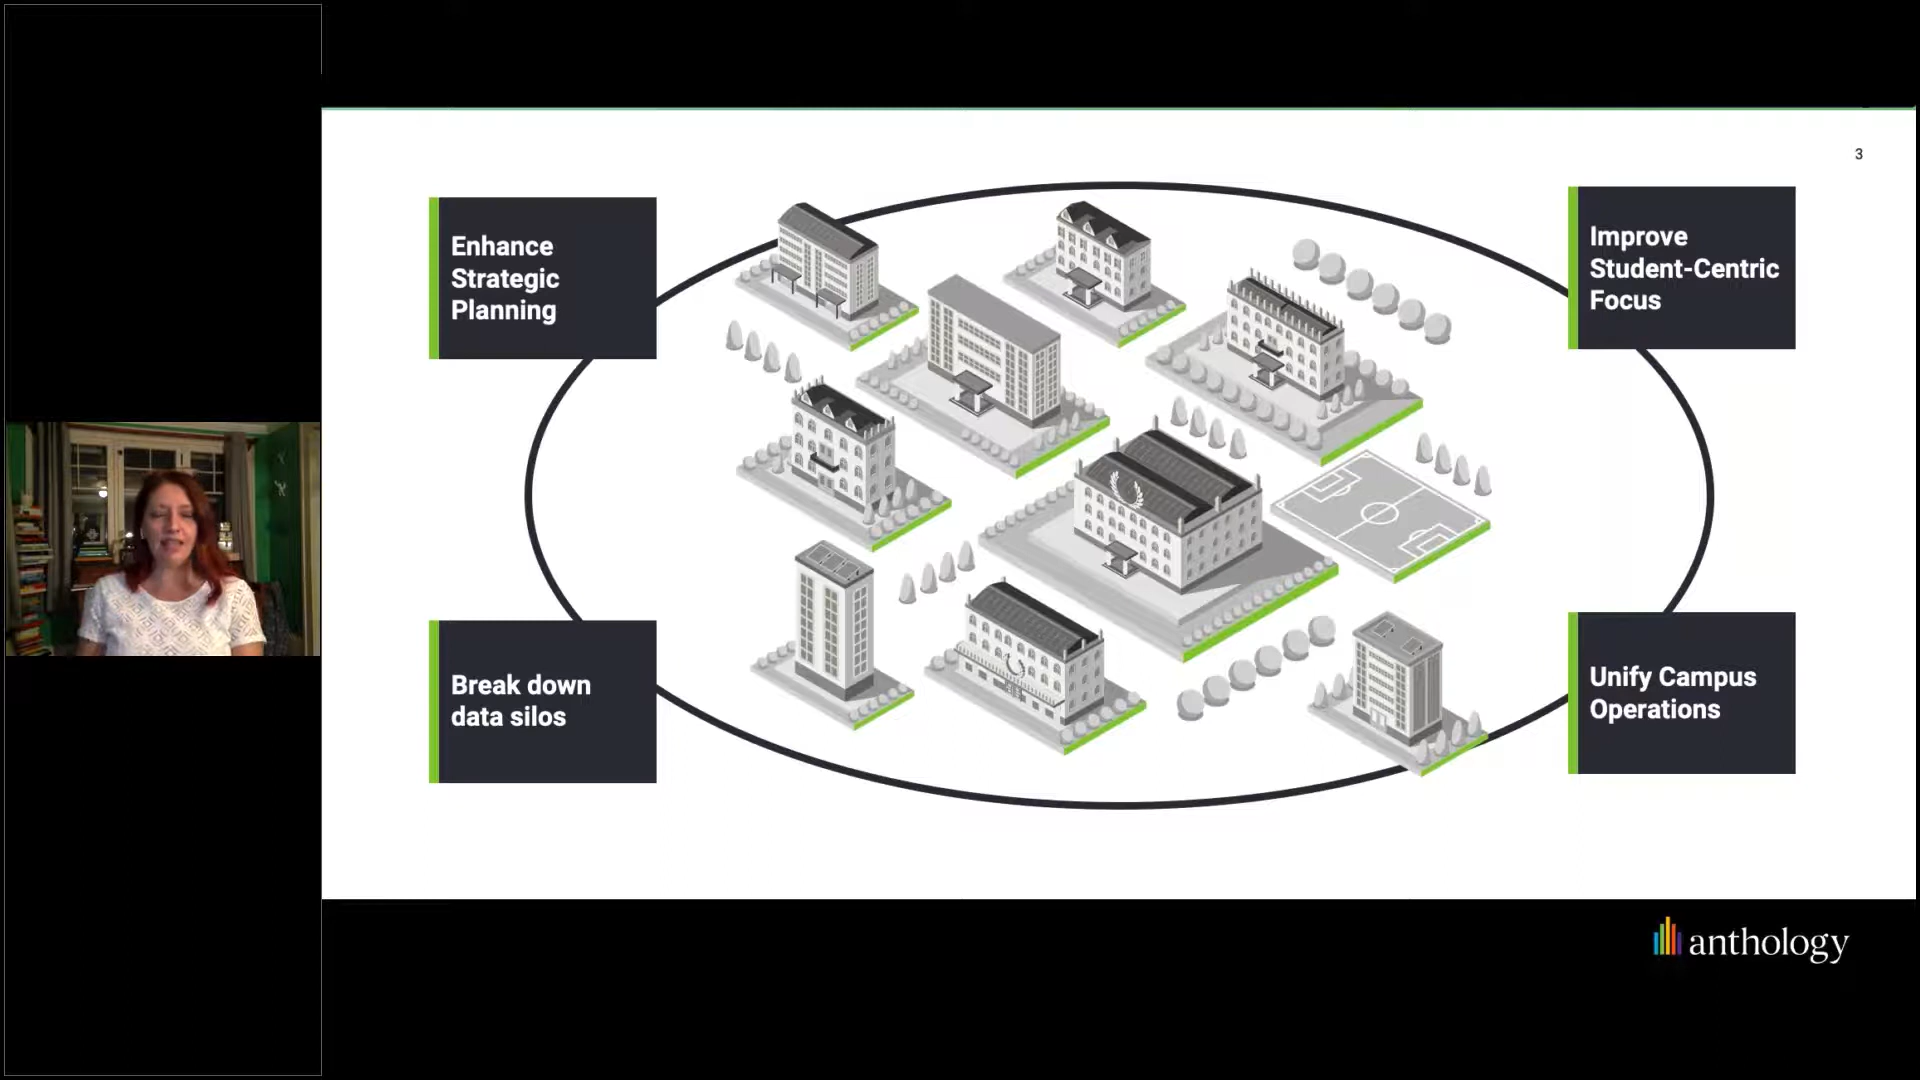 3
Enhance
Strategic
Planning
Improve
Student-Centric
Focus
Break down
data silos
Unify Campus
Operations
anthology